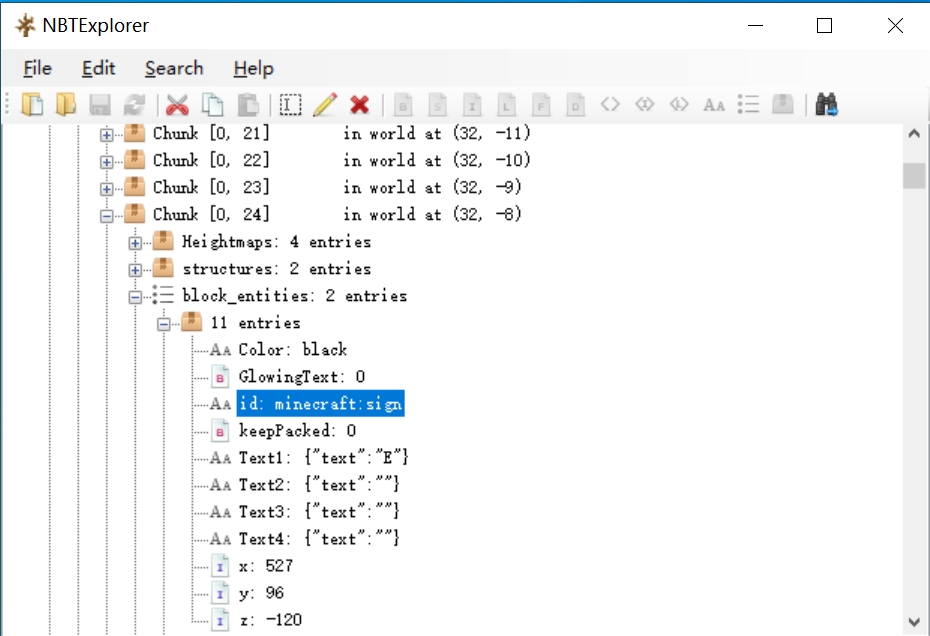 NBTExplorer
File Edit Search Help
Chunk [0, 21] in world at (32, -11)
Chunk [0, 22] in world at (32, -10)
Chunk [0, 23] in world at (32, -9)
Chunk [0, 24] in world at (32, -8)
Heightmaps: 4 entries
structures: 2 entries
block_entities: 2 entries
11 entries
Color: black
GlowingText: 0
id: minecraft:sign
keepPacked: 0
Text1: {"text":"E"}
Text2: {"text":""}
Text3: {"text":""}
Text4: {"text":""}
x: 527
y: 96
z: -120